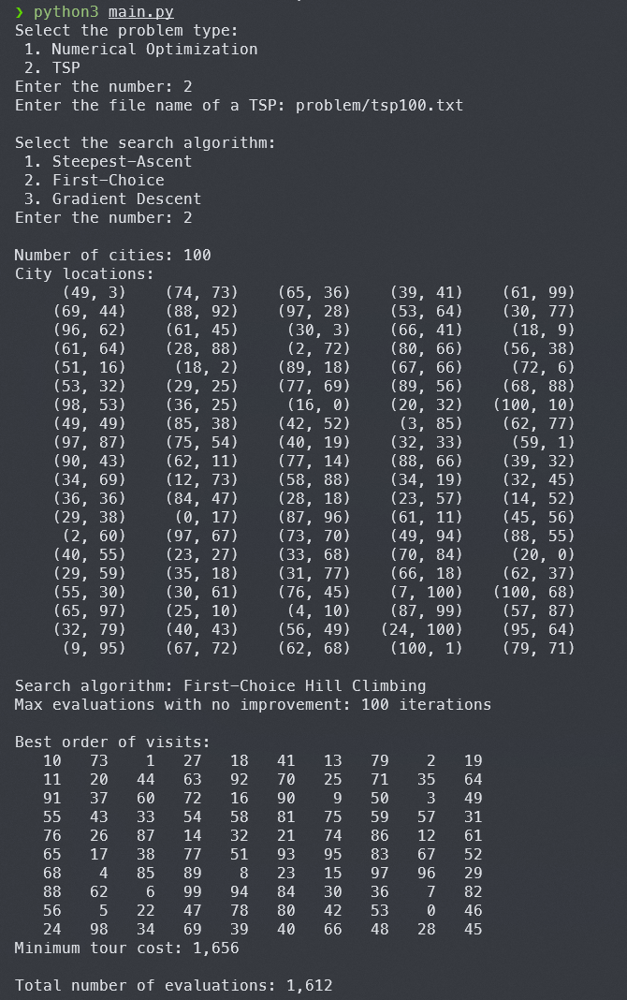 ❯ python3 main.py
Select the problem type:
 1. Numerical Optimization
 2. TSP
Enter the number: 2
Enter the file name of a TSP: problem/tsp100.txt

Select the search algorithm:
 1. Steepest-Ascent
 2. First-Choice
 3. Gradient Descent
Enter the number: 2

Number of cities: 100
City locations:
     (49, 3)    (74, 73)    (65, 36)    (39, 41)    (61, 99)
    (69, 44)    (88, 92)    (97, 28)    (53, 64)    (30, 77)
    (96, 62)    (61, 45)     (30, 3)    (66, 41)     (18, 9)
    (61, 64)    (28, 88)     (2, 72)    (80, 66)    (56, 38)
    (51, 16)     (18, 2)    (89, 18)    (67, 66)     (72, 6)
    (53, 32)    (29, 25)    (77, 69)    (89, 56)    (68, 88)
    (98, 53)    (36, 25)     (16, 0)    (20, 32)   (100, 10)
    (49, 49)    (85, 38)    (42, 52)     (3, 85)    (62, 77)
    (97, 87)    (75, 54)    (40, 19)    (32, 33)     (59, 1)
    (90, 43)    (62, 11)    (77, 14)    (88, 66)    (39, 32)
    (34, 69)    (12, 73)    (58, 88)    (34, 19)    (32, 45)
    (36, 36)    (84, 47)    (28, 18)    (23, 57)    (14, 52)
    (29, 38)     (0, 17)    (87, 96)    (61, 11)    (45, 56)
     (2, 60)    (97, 67)    (73, 70)    (49, 94)    (88, 55)
    (40, 55)    (23, 27)    (33, 68)    (70, 84)     (20, 0)
    (29, 59)    (35, 18)    (31, 77)    (66, 18)    (62, 37)
    (55, 30)    (30, 61)    (76, 45)    (7, 100)   (100, 68)
    (65, 97)    (25, 10)     (4, 10)    (87, 99)    (57, 87)
    (32, 79)    (40, 43)    (56, 49)   (24, 100)    (95, 64)
     (9, 95)    (67, 72)    (62, 68)    (100, 1)    (79, 71)

Search algorithm: First-Choice Hill Climbing
Max evaluations with no improvement: 100 iterations

Best order of visits:
   10   73    1   27   18   41   13   79    2   19
   11   20   44   63   92   70   25   71   35   64
   91   37   60   72   16   90    9   50    3   49
   55   43   33   54   58   81   75   59   57   31
   76   26   87   14   32   21   74   86   12   61
   65   17   38   77   51   93   95   83   67   52
   68    4   85   89    8   23   15   97   96   29
   88   62    6   99   94   84   30   36    7   82
   56    5   22   47   78   80   42   53    0   46
   24   98   34   69   39   40   66   48   28   45
Minimum tour cost: 1,656

Total number of evaluations: 1,612